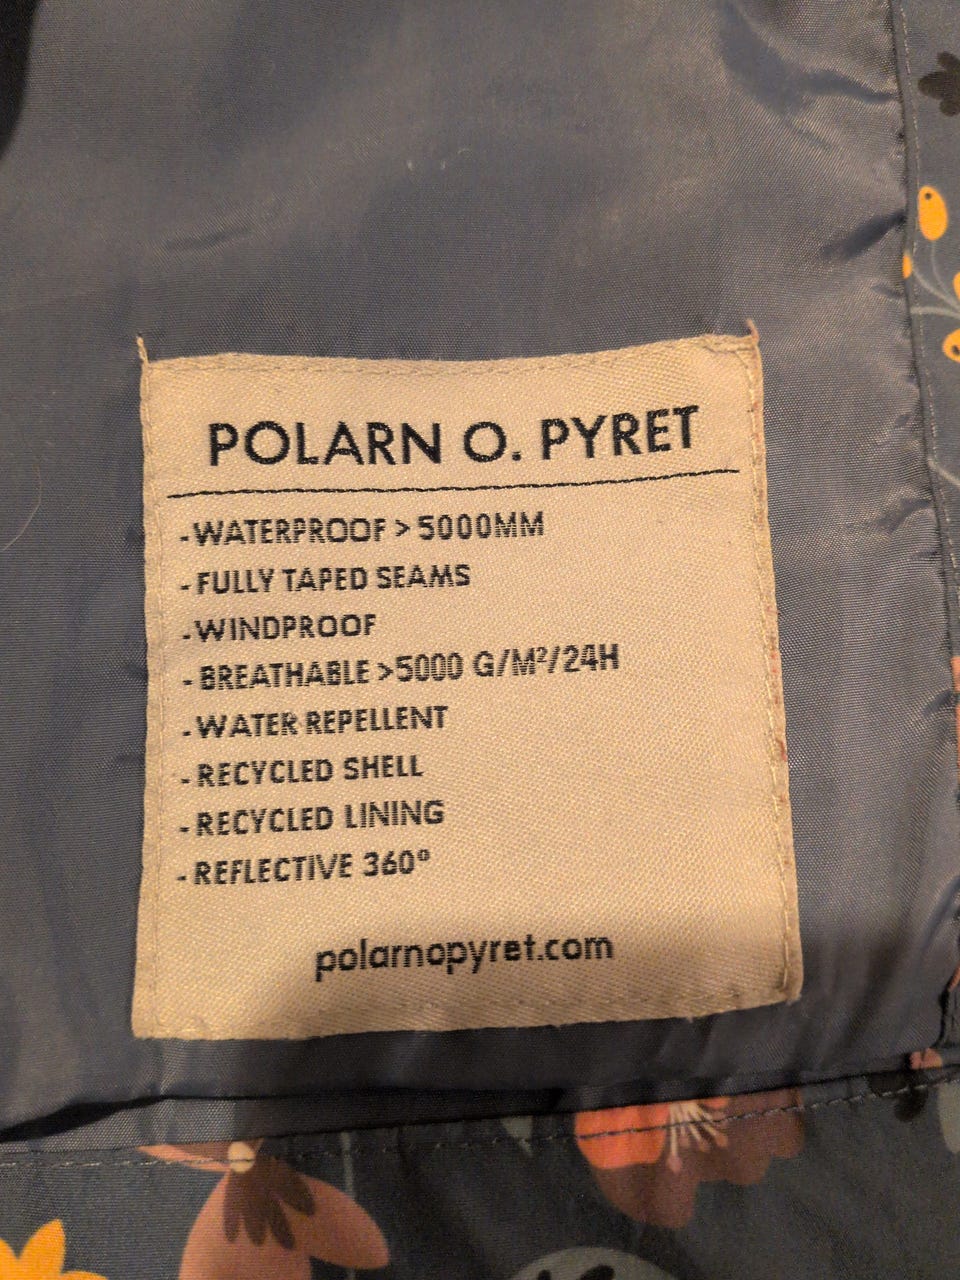 POLARN O. PYRET
-WATERPROOF > 5000MM
-FULLY TAPED SEAMS
-WINDPROOF
-BREATHABLE >5000 G/M²/24H
-WATER REPELLENT
-RECYCLED SHELL
-RECYCLED LINING
-REFLECTIVE 360°
polarnopyret.com